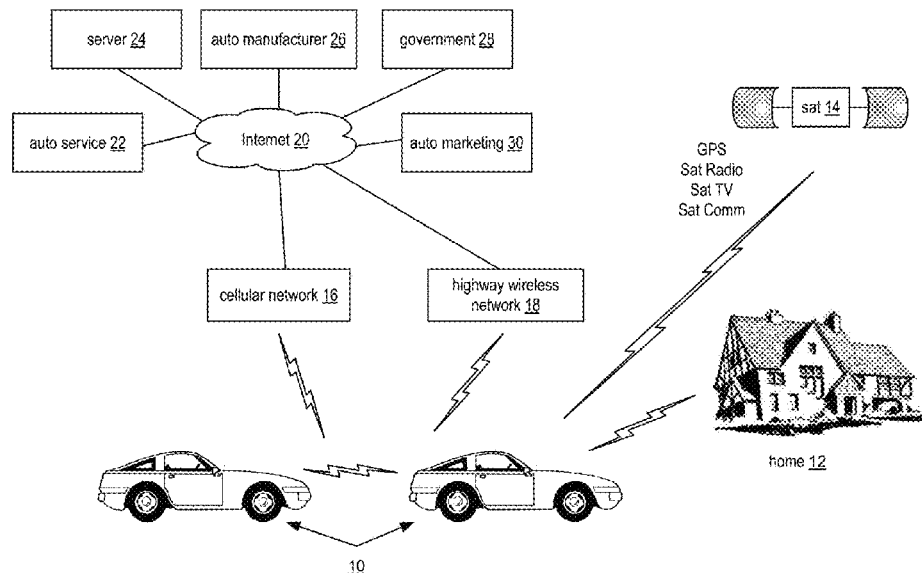 server 24
auto manufacturer 26
government 28
auto service 22
Internet 20
auto marketing 30
sat 14
GPS
Sat Radio
Sat TV
Sat Comm
cellular network 16
highway wireless
network 18
home 12
10